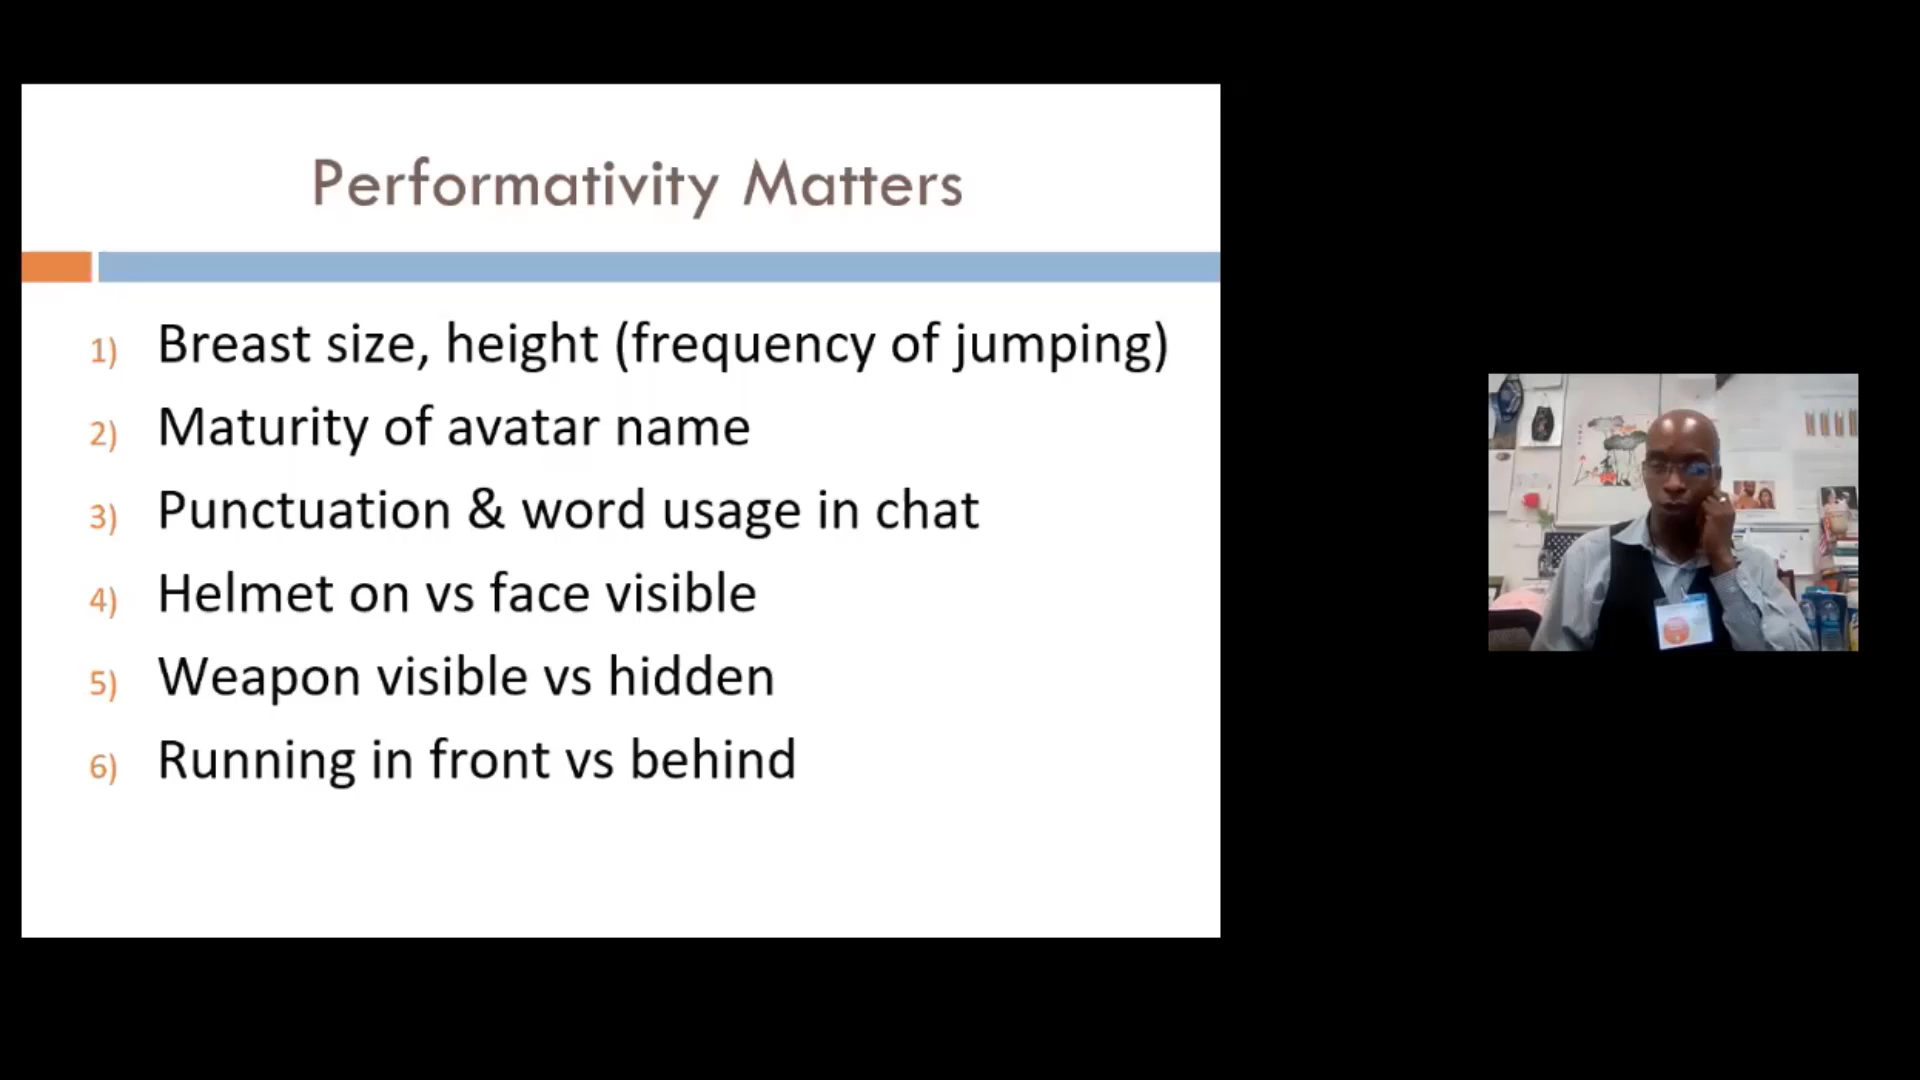 Performativity Matters
1) Breast size, height (frequency of jumping)
2) Maturity of avatar name
3) Punctuation & word usage in chat
4) Helmet on vs face visible
5) Weapon visible vs hidden
6) Running in front vs behind